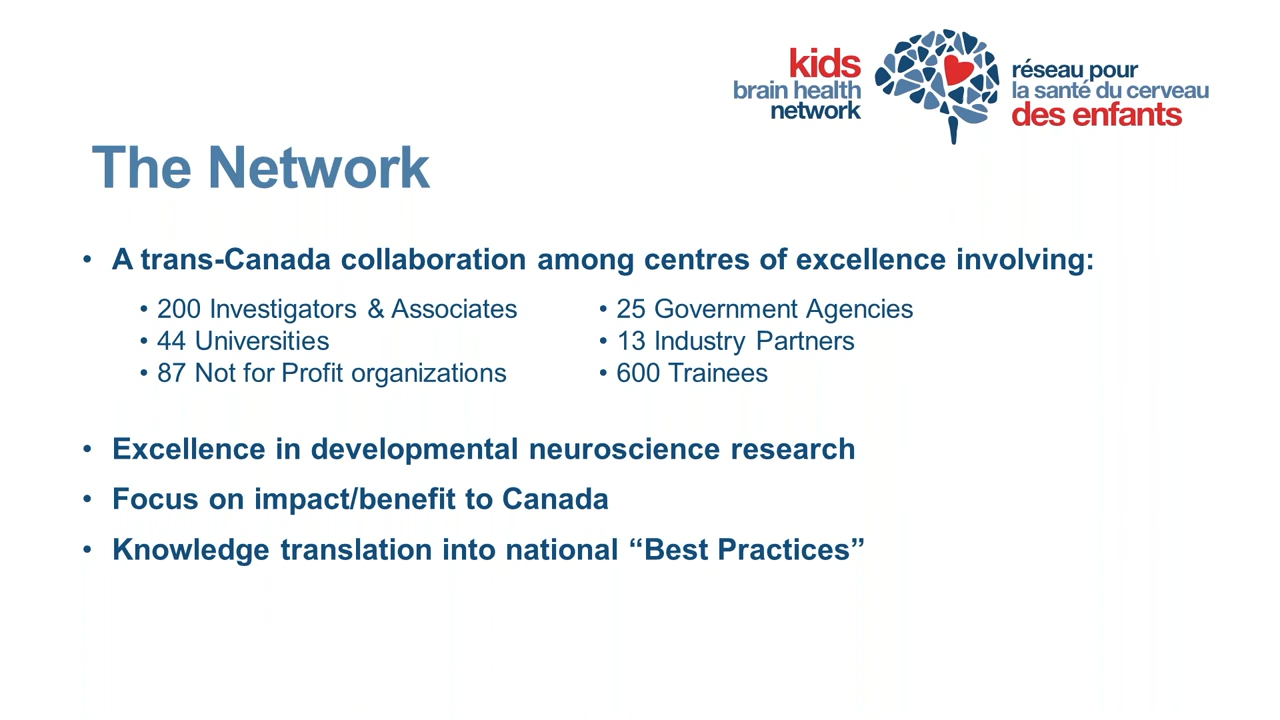 kids
brain health
network
réseau pour
la santé du cerveau
des enfants
The Network
• A trans-Canada collaboration among centres of excellence involving:
• 200 Investigators & Associates
• 44 Universities
• 87 Not for Profit organizations
• 25 Government Agencies
• 13 Industry Partners
• 600 Trainees
• Excellence in developmental neuroscience research
• Focus on impact/benefit to Canada
• Knowledge translation into national “Best Practices”